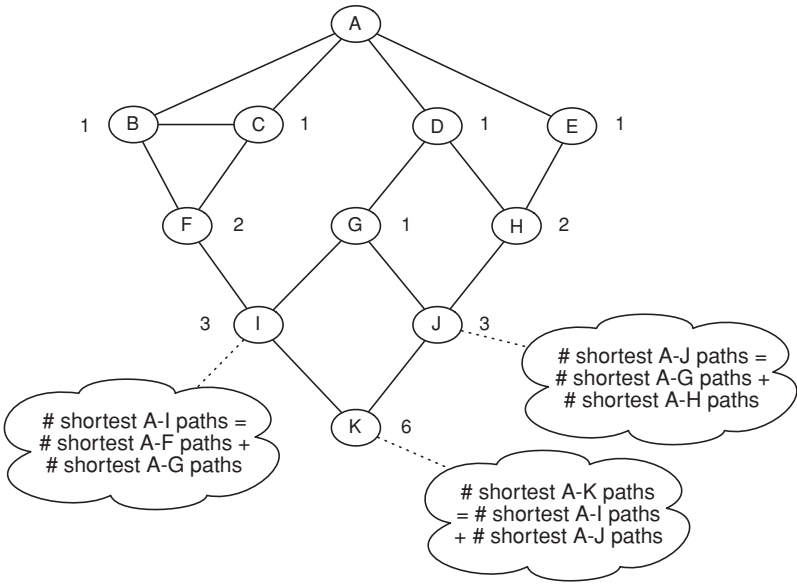 A
1 B C 1 D 1 E 1
F 2 G 1 H 2
3 I J 3
# shortest A-J paths =
# shortest A-G paths +
# shortest A-H paths
# shortest A-I paths =
# shortest A-F paths +
# shortest A-G paths
K 6
# shortest A-K paths
= # shortest A-I paths
+ # shortest A-J paths